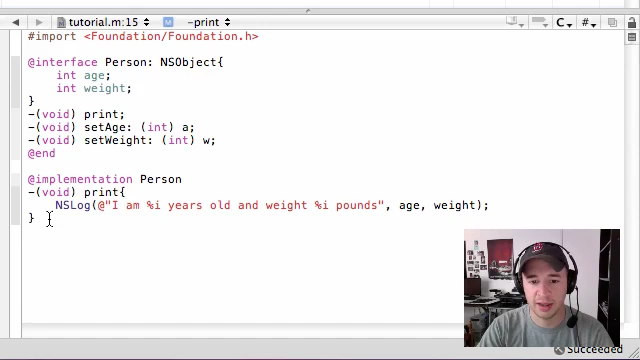 tutorial.m:15 -print C #
#import <Foundation/Foundation.h>
@interface Person: NSObject{
int age;
int weight;
}
-(void) print;
-(void) setAge: (int) a;
-(void) setWeight: (int) w;
@end
@implementation Person
-(void) print{
NSLog(@"I am %i years old and weight %i pounds", age, weight);
}
Succeeded